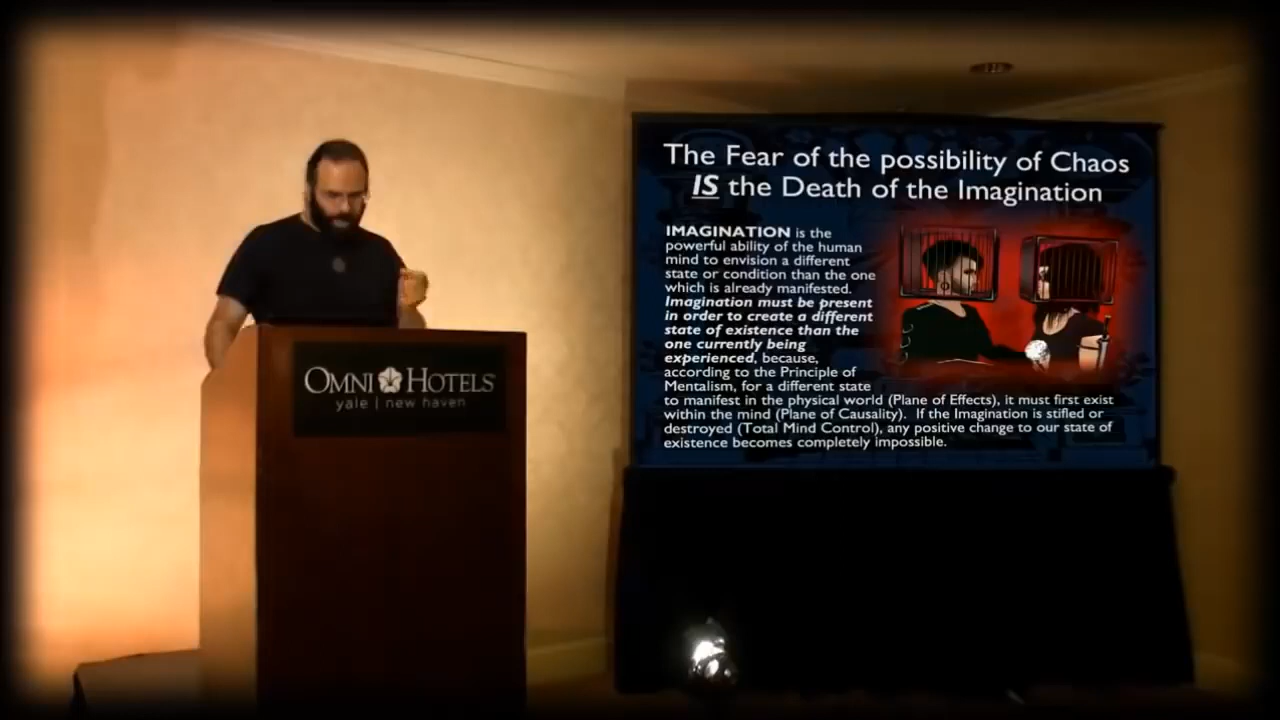 OMNI HOTELS
yale | new haven
The Fear of the possibility of Chaos
IS the Death of the Imagination
IMAGINATION is the
powerful ability of the human
mind to envision a different
state or condition than the one
which is already manifested.
Imagination must be present
in order to create a different
state of existence than the
one currently being
experienced, because,
according to the Principle of
Mentalism, for a different state
to manifest in the physical world (Plane of Effects), it must first exist
within the mind (Plane of Causality).  If the Imagination is stifled or
destroyed (Total Mind Control), any positive change to our state of
existence becomes completely impossible.